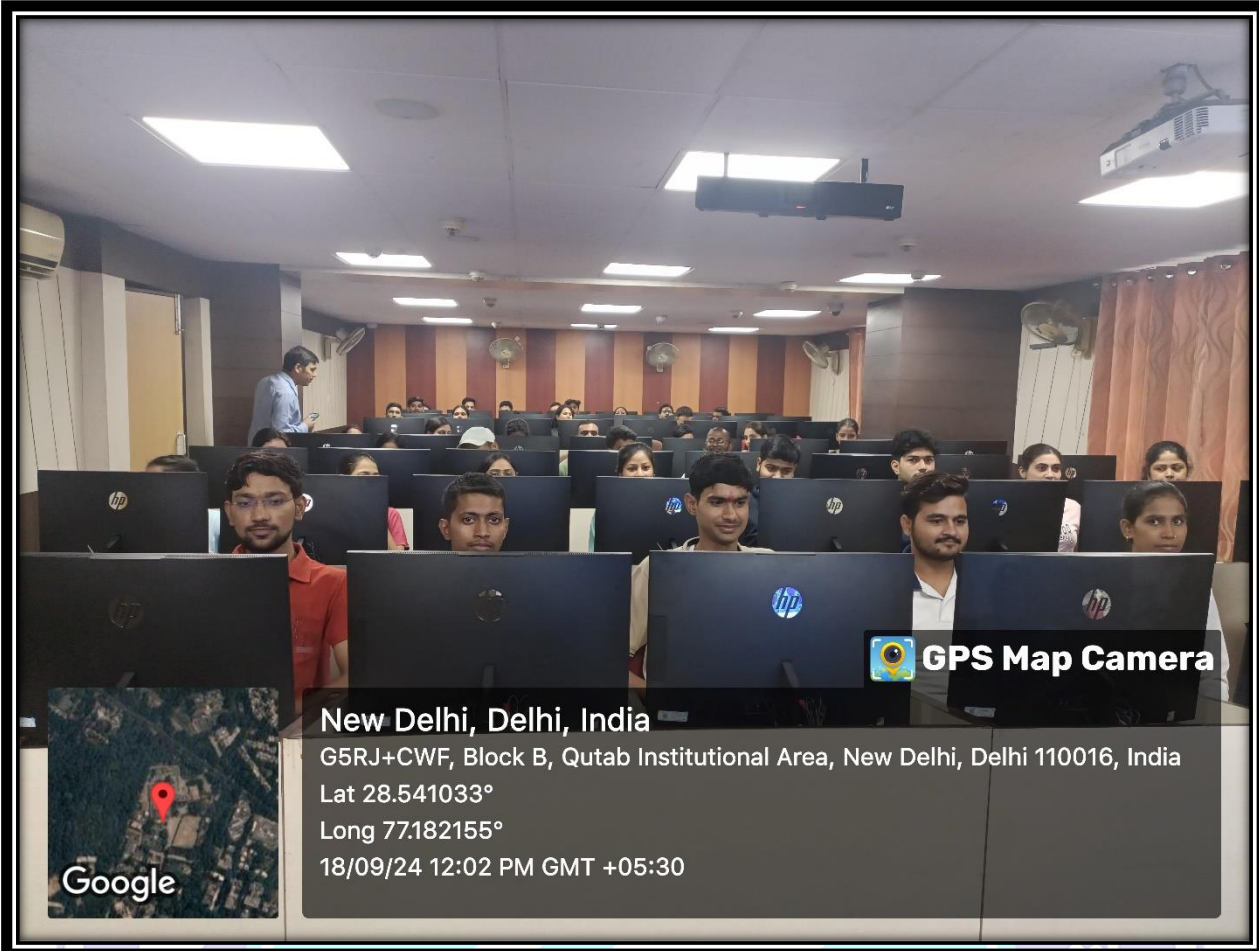 hp
hp
hp
hp
hp
hp
hp
hp
hp
GPS Map Camera
New Delhi, Delhi, India
G5RJ+CWF, Block B, Qutab Institutional Area, New Delhi, Delhi 110016, India
Lat 28.541033°
Long 77.182155°
18/09/24 12:02 PM GMT +05:30
Google